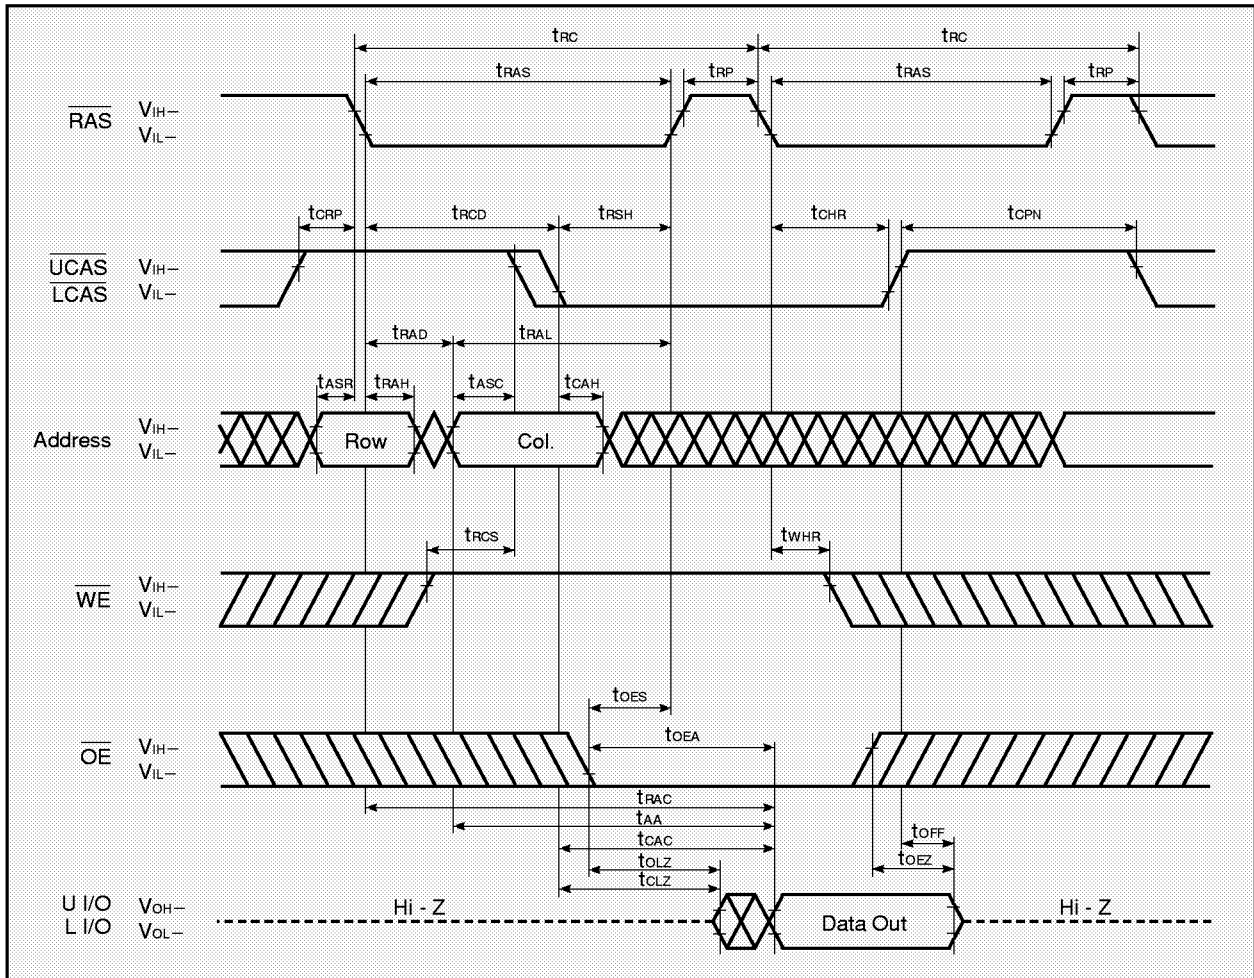 tRC tRC
tRAS tRP tRAS tRP
RAS VIH–
VIL–
tCRP tRCD tRSH tCHR tCPN
UCAS VIH–
LCAS VIL–
tRAD tRAL
tASR tRAH tASC tCAH
Address VIH–
VIL–
Row Col.
tRCS tWHR
WE VIH–
VIL–
tOES
tOEA
OE VIH–
VIL–
tRAC
tAA
tCAC tOFF
tOLZ tOEZ
tCLZ
U I/O VOH–
L I/O VOL–
Hi - Z Data Out Hi - Z